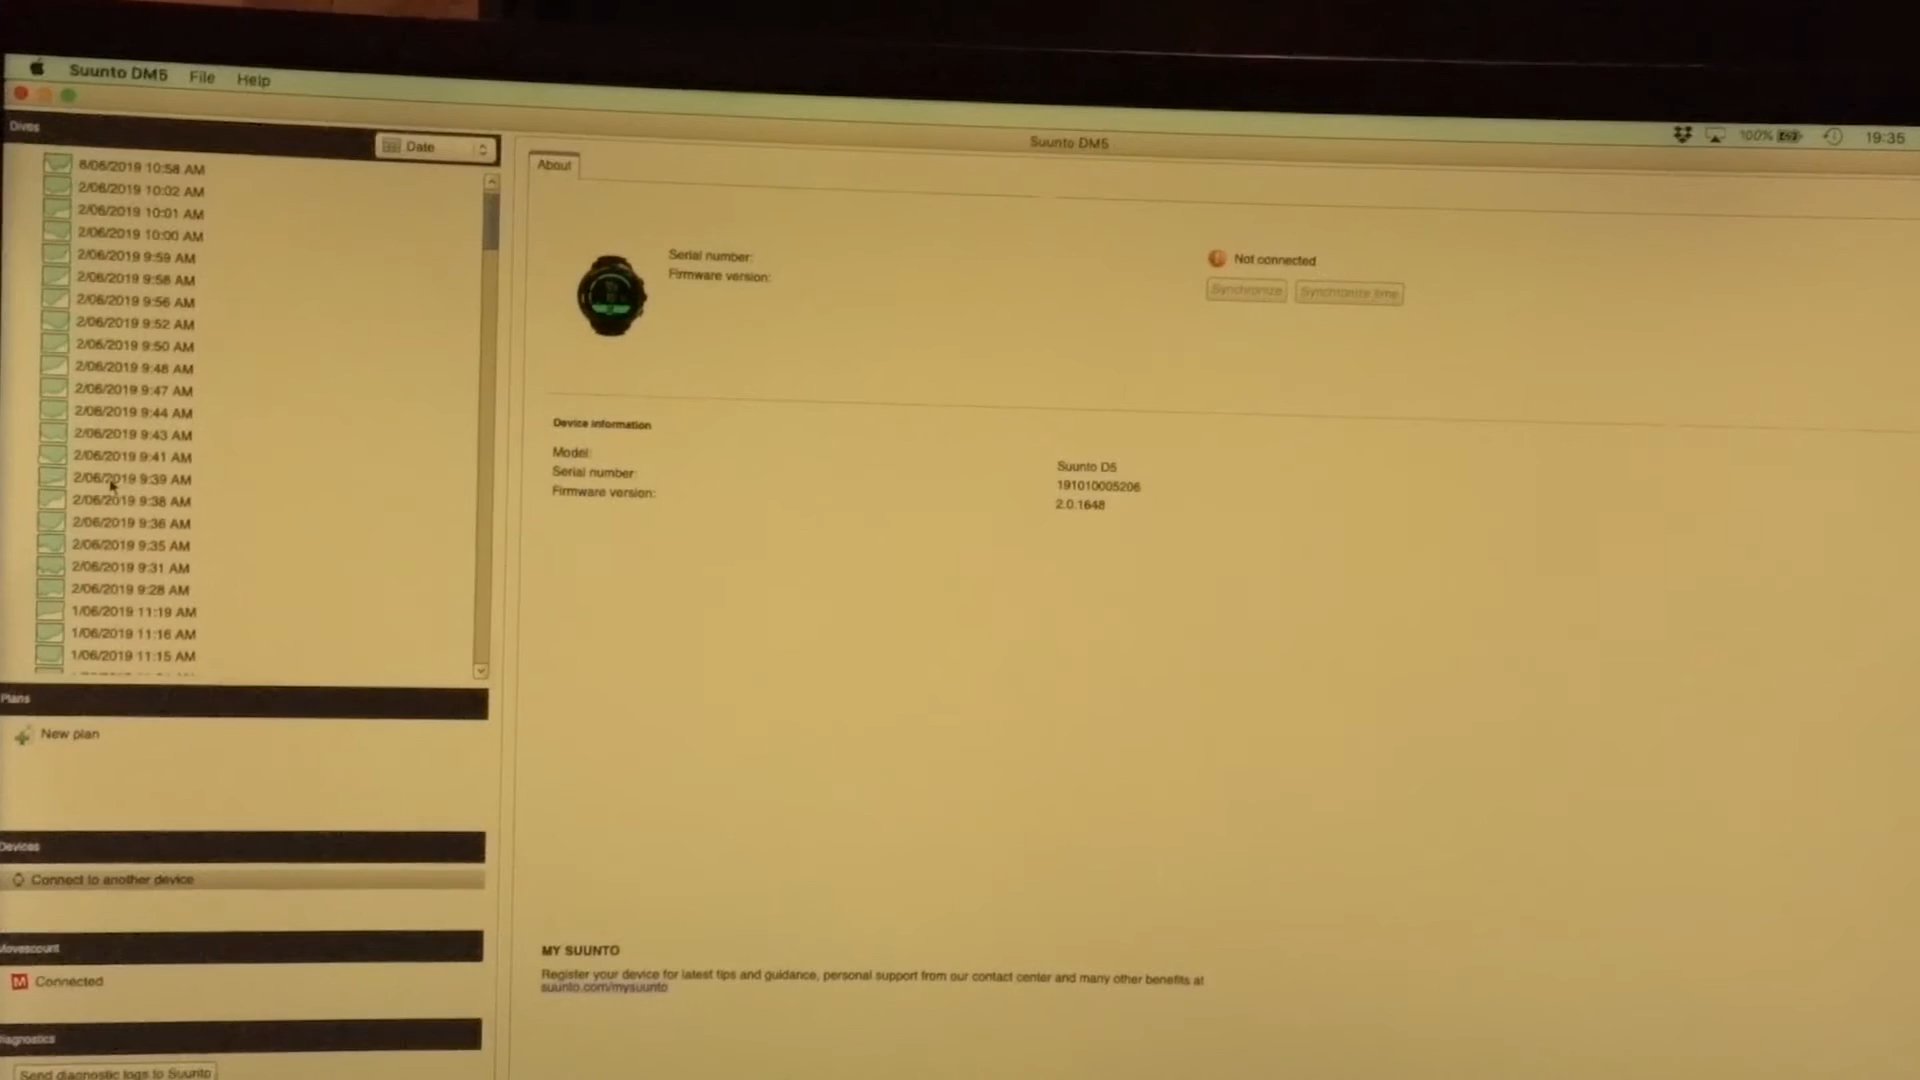 Suunto DM5 File Help
100% 19:35
Suunto DM5
Dives
Date
8/06/2019 10:58 AM
2/06/2019 10:02 AM
2/06/2019 10:01 AM
2/06/2019 10:00 AM
2/06/2019 9:59 AM
2/06/2019 9:58 AM
2/06/2019 9:56 AM
2/06/2019 9:52 AM
2/06/2019 9:50 AM
2/06/2019 9:48 AM
2/06/2019 9:47 AM
2/06/2019 9:44 AM
2/06/2019 9:43 AM
2/06/2019 9:41 AM
2/06/2019 9:39 AM
2/06/2019 9:38 AM
2/06/2019 9:36 AM
2/06/2019 9:35 AM
2/06/2019 9:31 AM
2/06/2019 9:28 AM
1/06/2019 11:19 AM
1/06/2019 11:16 AM
1/06/2019 11:15 AM
Plans
New plan
Devices
Connect to another device
Movescount
M Connected
Diagnostics
Send diagnostic logs to Suunto
About
Serial number:
Firmware version:
Not connected
Synchronize Synchronize time
Device information
Model: Suunto D5
Serial number: 191010005206
Firmware version: 2.0.1648
MY SUUNTO
Register your device for latest tips and guidance, personal support from our contact center and many other benefits at
suunto.com/mysuunto